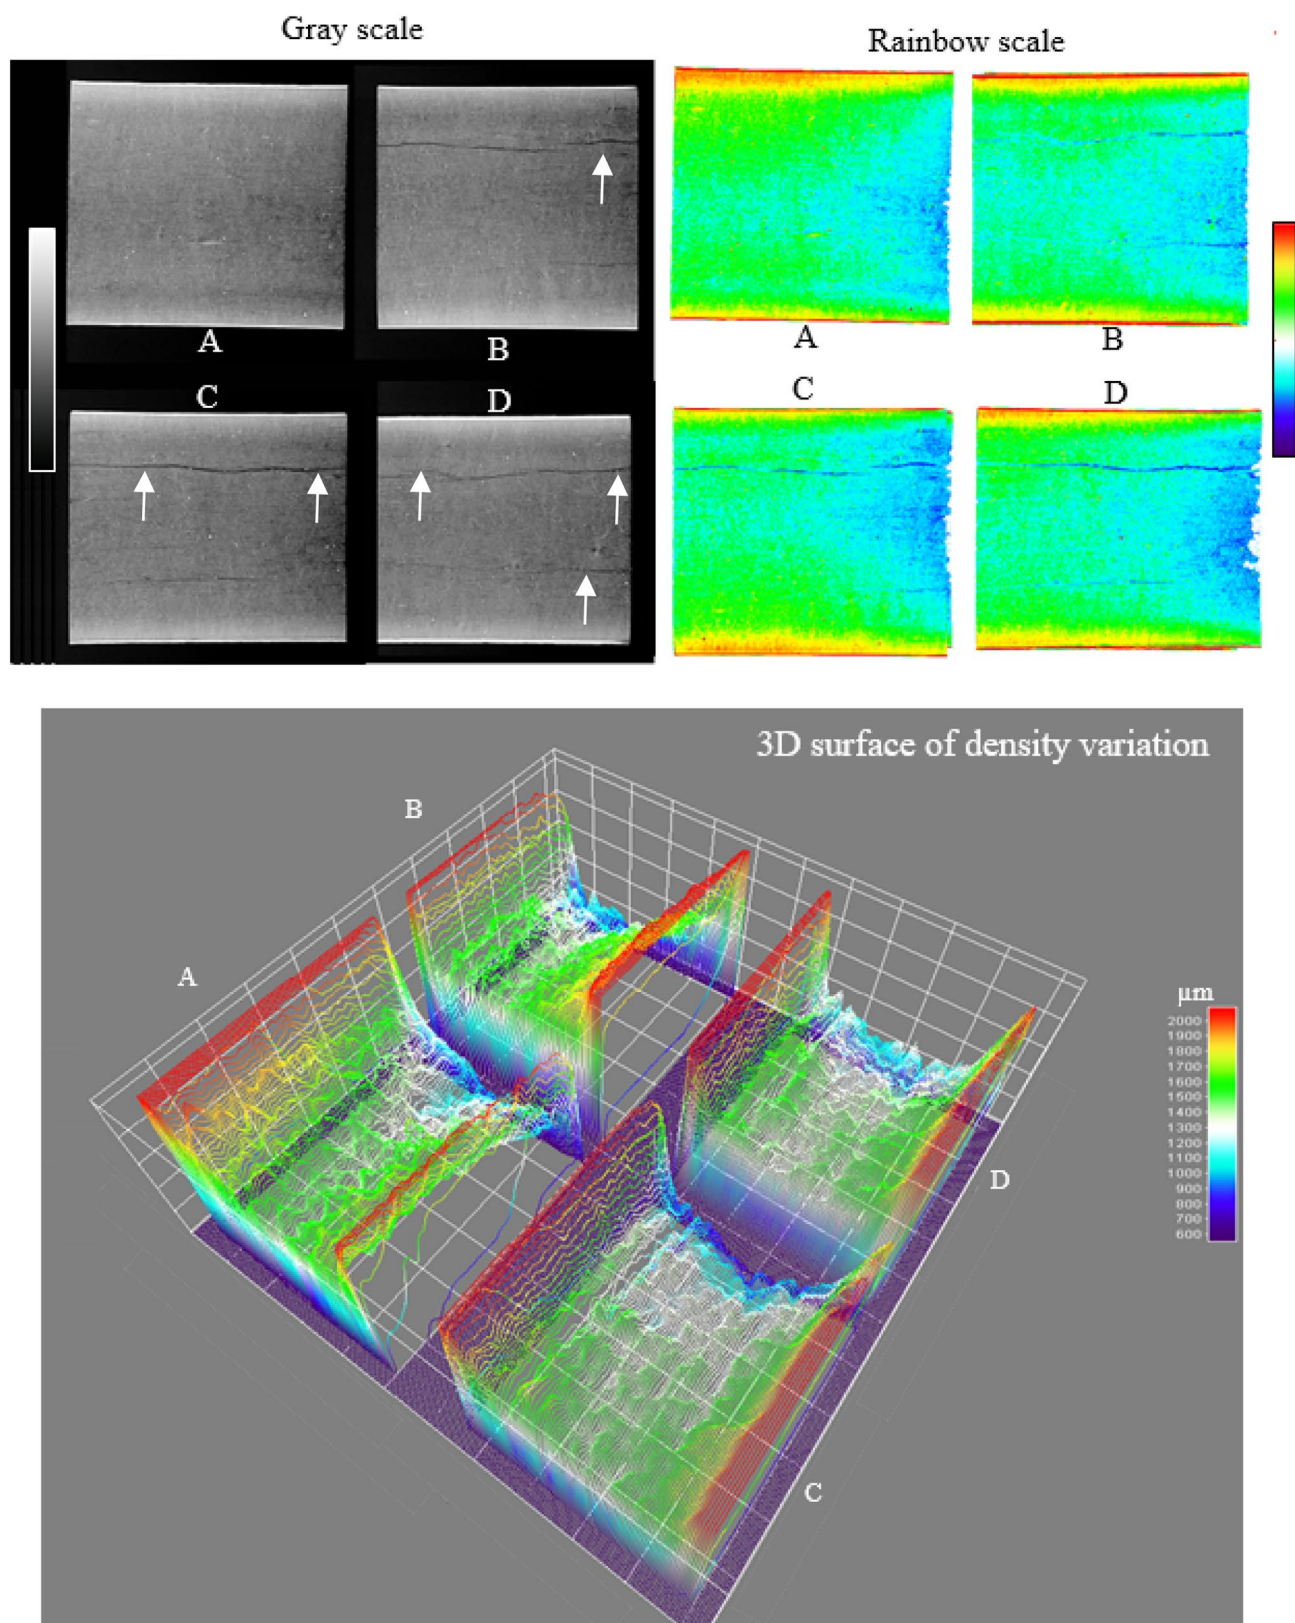 Gray scale
Rainbow scale
A
B
A
B
C
D
C
D
3D surface of density variation
B
A
µm
2000
1900
1800
1700
1600
1500
1400
1300
1200
1100
1000
900
800
700
600
D
C